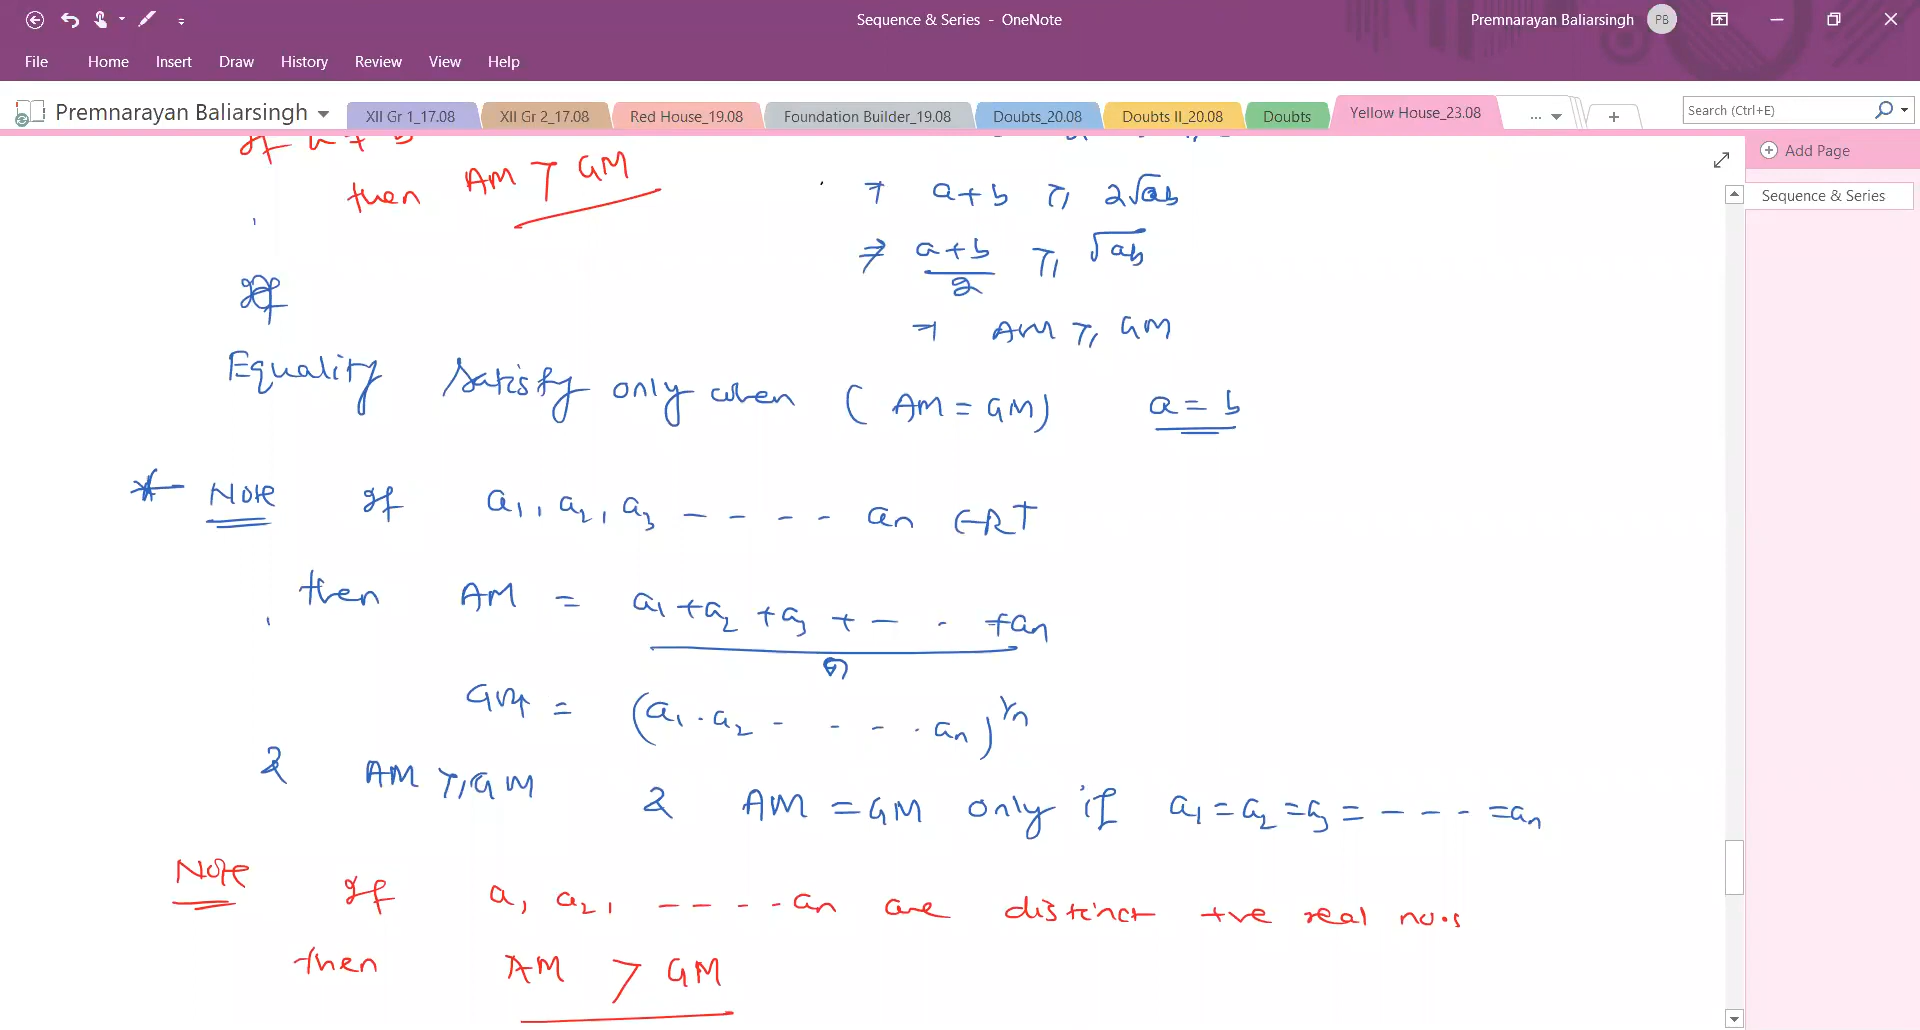 Sequence & Series - OneNote
Premnarayan Baliarsingh PB
File Home Insert Draw History Review View Help
Premnarayan Baliarsingh
XII Gr 1_17.08 XII Gr 2_17.08 Red House_19.08 Foundation Builder_19.08 Doubts_20.08 Doubts II_20.08 Doubts Yellow House_23.08 ... +
Search (Ctrl+E)
Add Page
Sequence & Series
If a ≠ b
then AM > GM
⇒ a+b ≥ 2√ab
⇒ a+b/2 ≥ √ab
⇒ AM ≥ GM
Equality satisfy only when (AM = GM) a = b
* Note If a1, a2, a3 - - - - - an ∈ R+
then AM = a1 + a2 + a3 + - - - + an / n
GM = (a1 . a2 - - - - . an)^1/n
& AM ≥ GM & AM = GM only if a1 = a2 = a3 = - - - - = an
Note If a1, a2, - - - - - an are distinct +ve real no.s
then AM > GM